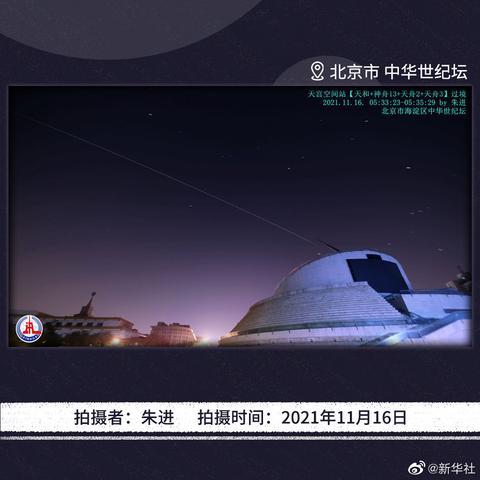 北京市 中华世纪坛
天宫空间站【天和+神舟13+天舟2+天舟3】过境
2021.11.16. 05:33:23-05:35:29 by 朱进
北京市海淀区中华世纪坛
拍摄者：朱进 拍摄时间：2021年11月16日
@新华社